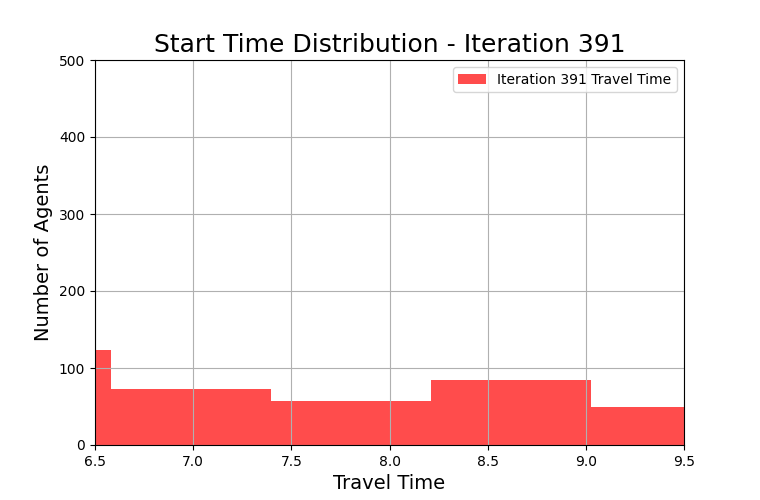 Start Time Distribution - Iteration 391
Iteration 391 Travel Time
Number of Agents
500
400
300
200
100
0
6.5 7.0 7.5 8.0 8.5 9.0 9.5
Travel Time